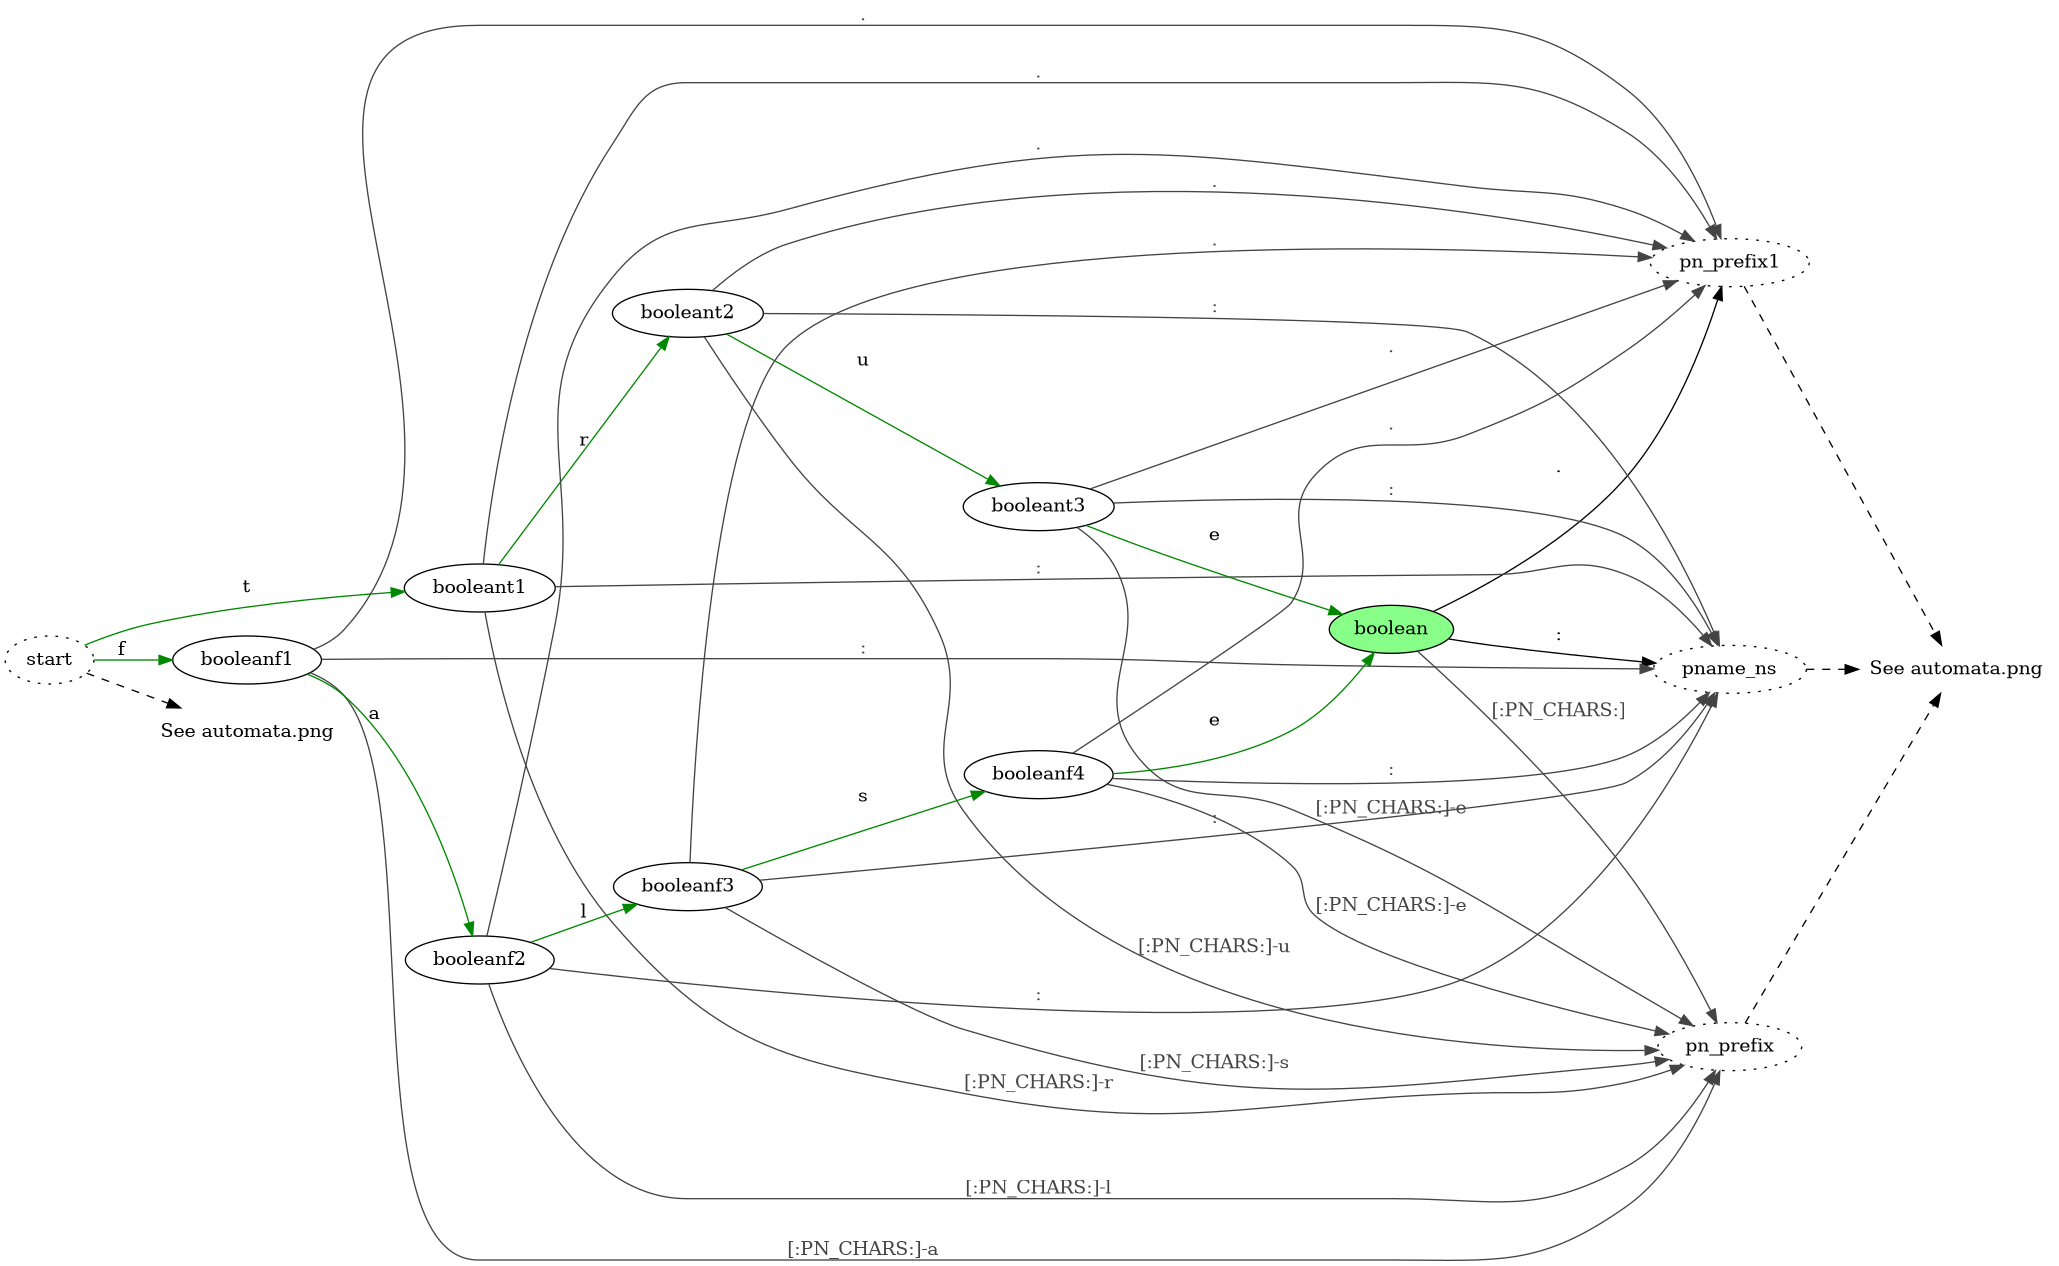 .
.
.
.
.
pn_prefix1
booleant2
:
.
u
.
r
.
:
booleant3
e
:
t
booleant1
boolean
:
f
:
start
booleanf1
pname_ns
See automata.png
a
[:PN_CHARS:]
e
See automata.png
booleanf4
:
s
[:PN_CHARS:]-e
:
booleanf3
l
[:PN_CHARS:]-e
[:PN_CHARS:]-u
booleanf2
:
pn_prefix
[:PN_CHARS:]-s
[:PN_CHARS:]-r
[:PN_CHARS:]-l
[:PN_CHARS:]-a